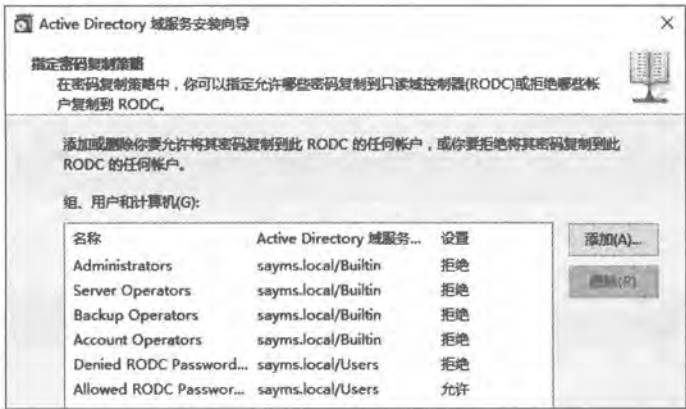 Active Directory 域服务安装向导
指定密码复制策略
在密码复制策略中，你可以指定允许哪些密码复制到只读域控制器(RODC)或拒绝哪些帐
户复制到 RODC。
添加或删除你要允许将其密码复制到此 RODC 的任何帐户，或你要拒绝将其密码复制到此
RODC 的任何帐户。
组、用户和计算机(G):
名称 Active Directory 域服务... 设置
添加(A)...
Administrators sayms.local/Builtin 拒绝
删除(R)
Server Operators sayms.local/Builtin 拒绝
Backup Operators sayms.local/Builtin 拒绝
Account Operators sayms.local/Builtin 拒绝
Denied RODC Password... sayms.local/Users 拒绝
Allowed RODC Passwor... sayms.local/Users 允许